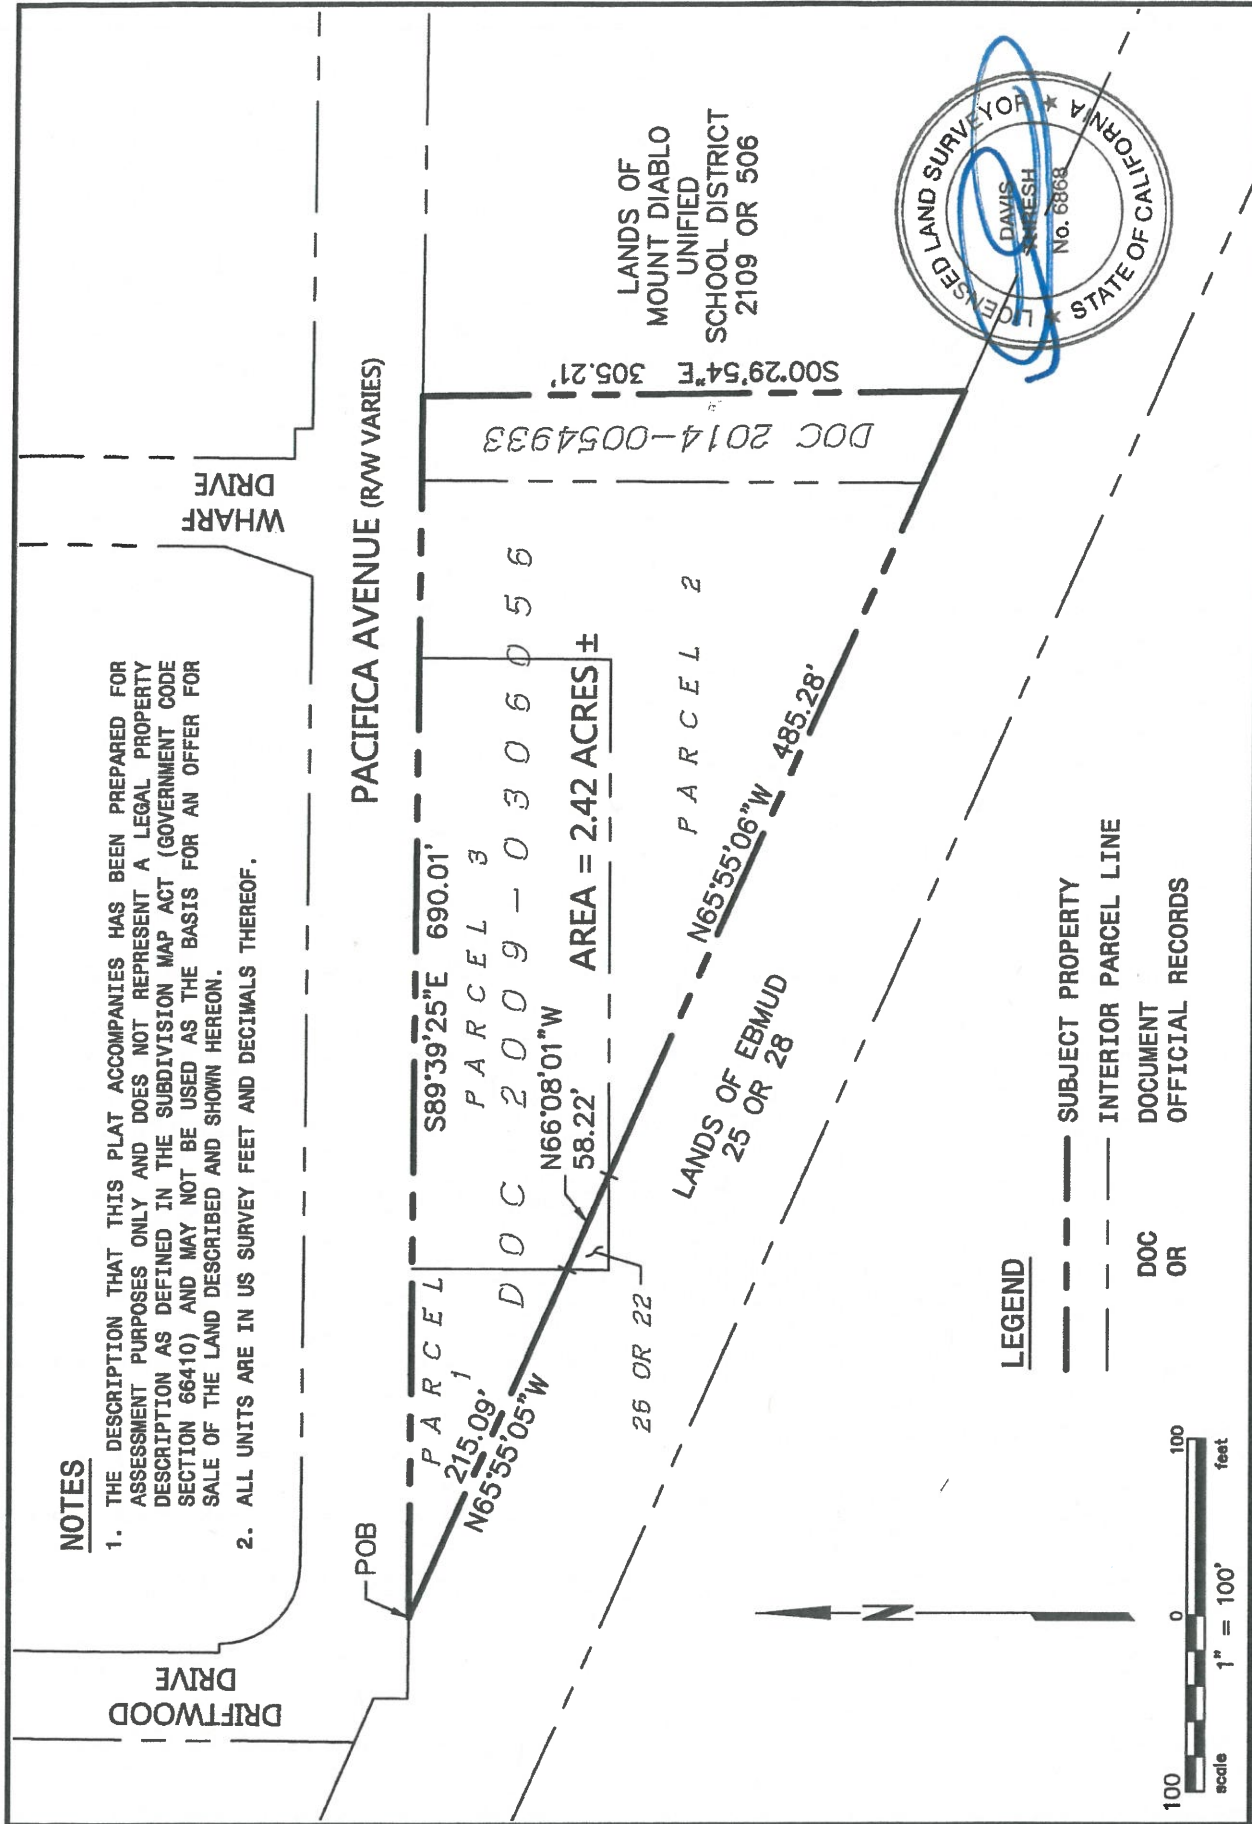 NOTES
1. THE DESCRIPTION THAT THIS PLAT ACCOMPANIES HAS BEEN PREPARED FOR
ASSESSMENT PURPOSES ONLY AND DOES NOT REPRESENT A LEGAL PROPERTY
DESCRIPTION AS DEFINED IN THE SUBDIVISION MAP ACT (GOVERNMENT CODE
SECTION 66410) AND MAY NOT BE USED AS THE BASIS FOR AN OFFER FOR
SALE OF THE LAND DESCRIBED AND SHOWN HEREON.
2. ALL UNITS ARE IN US SURVEY FEET AND DECIMALS THEREOF.
DRIFTWOOD
DRIVE
WHARF
DRIVE
POB
PACIFICA AVENUE (R/W VARIES)
S89°39'25"E 690.01'
PARCEL
1
PARCEL 3
DOC 2009-0306056
215.09'
N65°55'05"W
N66°08'01"W
58.22'
AREA = 2.42 ACRES ±
26 OR 22
PARCEL 2
N65°55'06"W 485.28'
DOC 2014-0054933
S00°29'54"E 305.21'
LANDS OF
MOUNT DIABLO
UNIFIED
SCHOOL DISTRICT
2109 OR 506
LANDS OF EBMUD
25 OR 28
N
LEGEND
SUBJECT PROPERTY
INTERIOR PARCEL LINE
DOC DOCUMENT
OR OFFICIAL RECORDS
100 0 100
scale 1" = 100' feet
LICENSED LAND SURVEYOR
DAVIS
THRESH
No. 6868
STATE OF CALIFORNIA